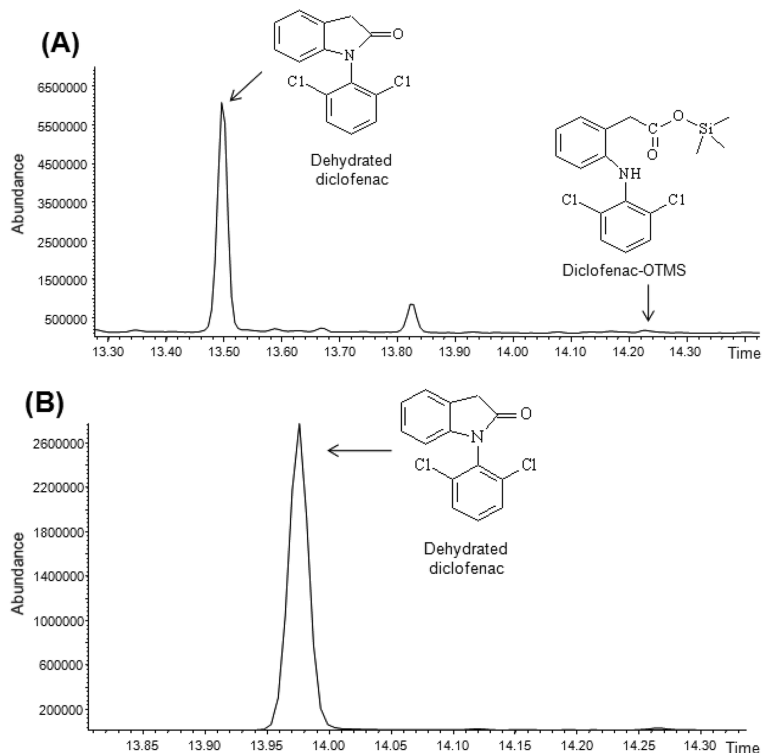 (A)
Abundance
6500000
5500000
4500000
3500000
2500000
1500000
500000
13.30 13.40 13.50 13.60 13.70 13.80 13.90 14.00 14.10 14.20 14.30 Time
N
O
Cl Cl
Dehydrated
diclofenac
O
Si
O
NH
Cl Cl
Diclofenac-OTMS
(B)
Abundance
2600000
2200000
1800000
1400000
1000000
600000
200000
13.85 13.90 13.95 14.00 14.05 14.10 14.15 14.20 14.25 14.30 Time
O
N
Cl Cl
Dehydrated
diclofenac